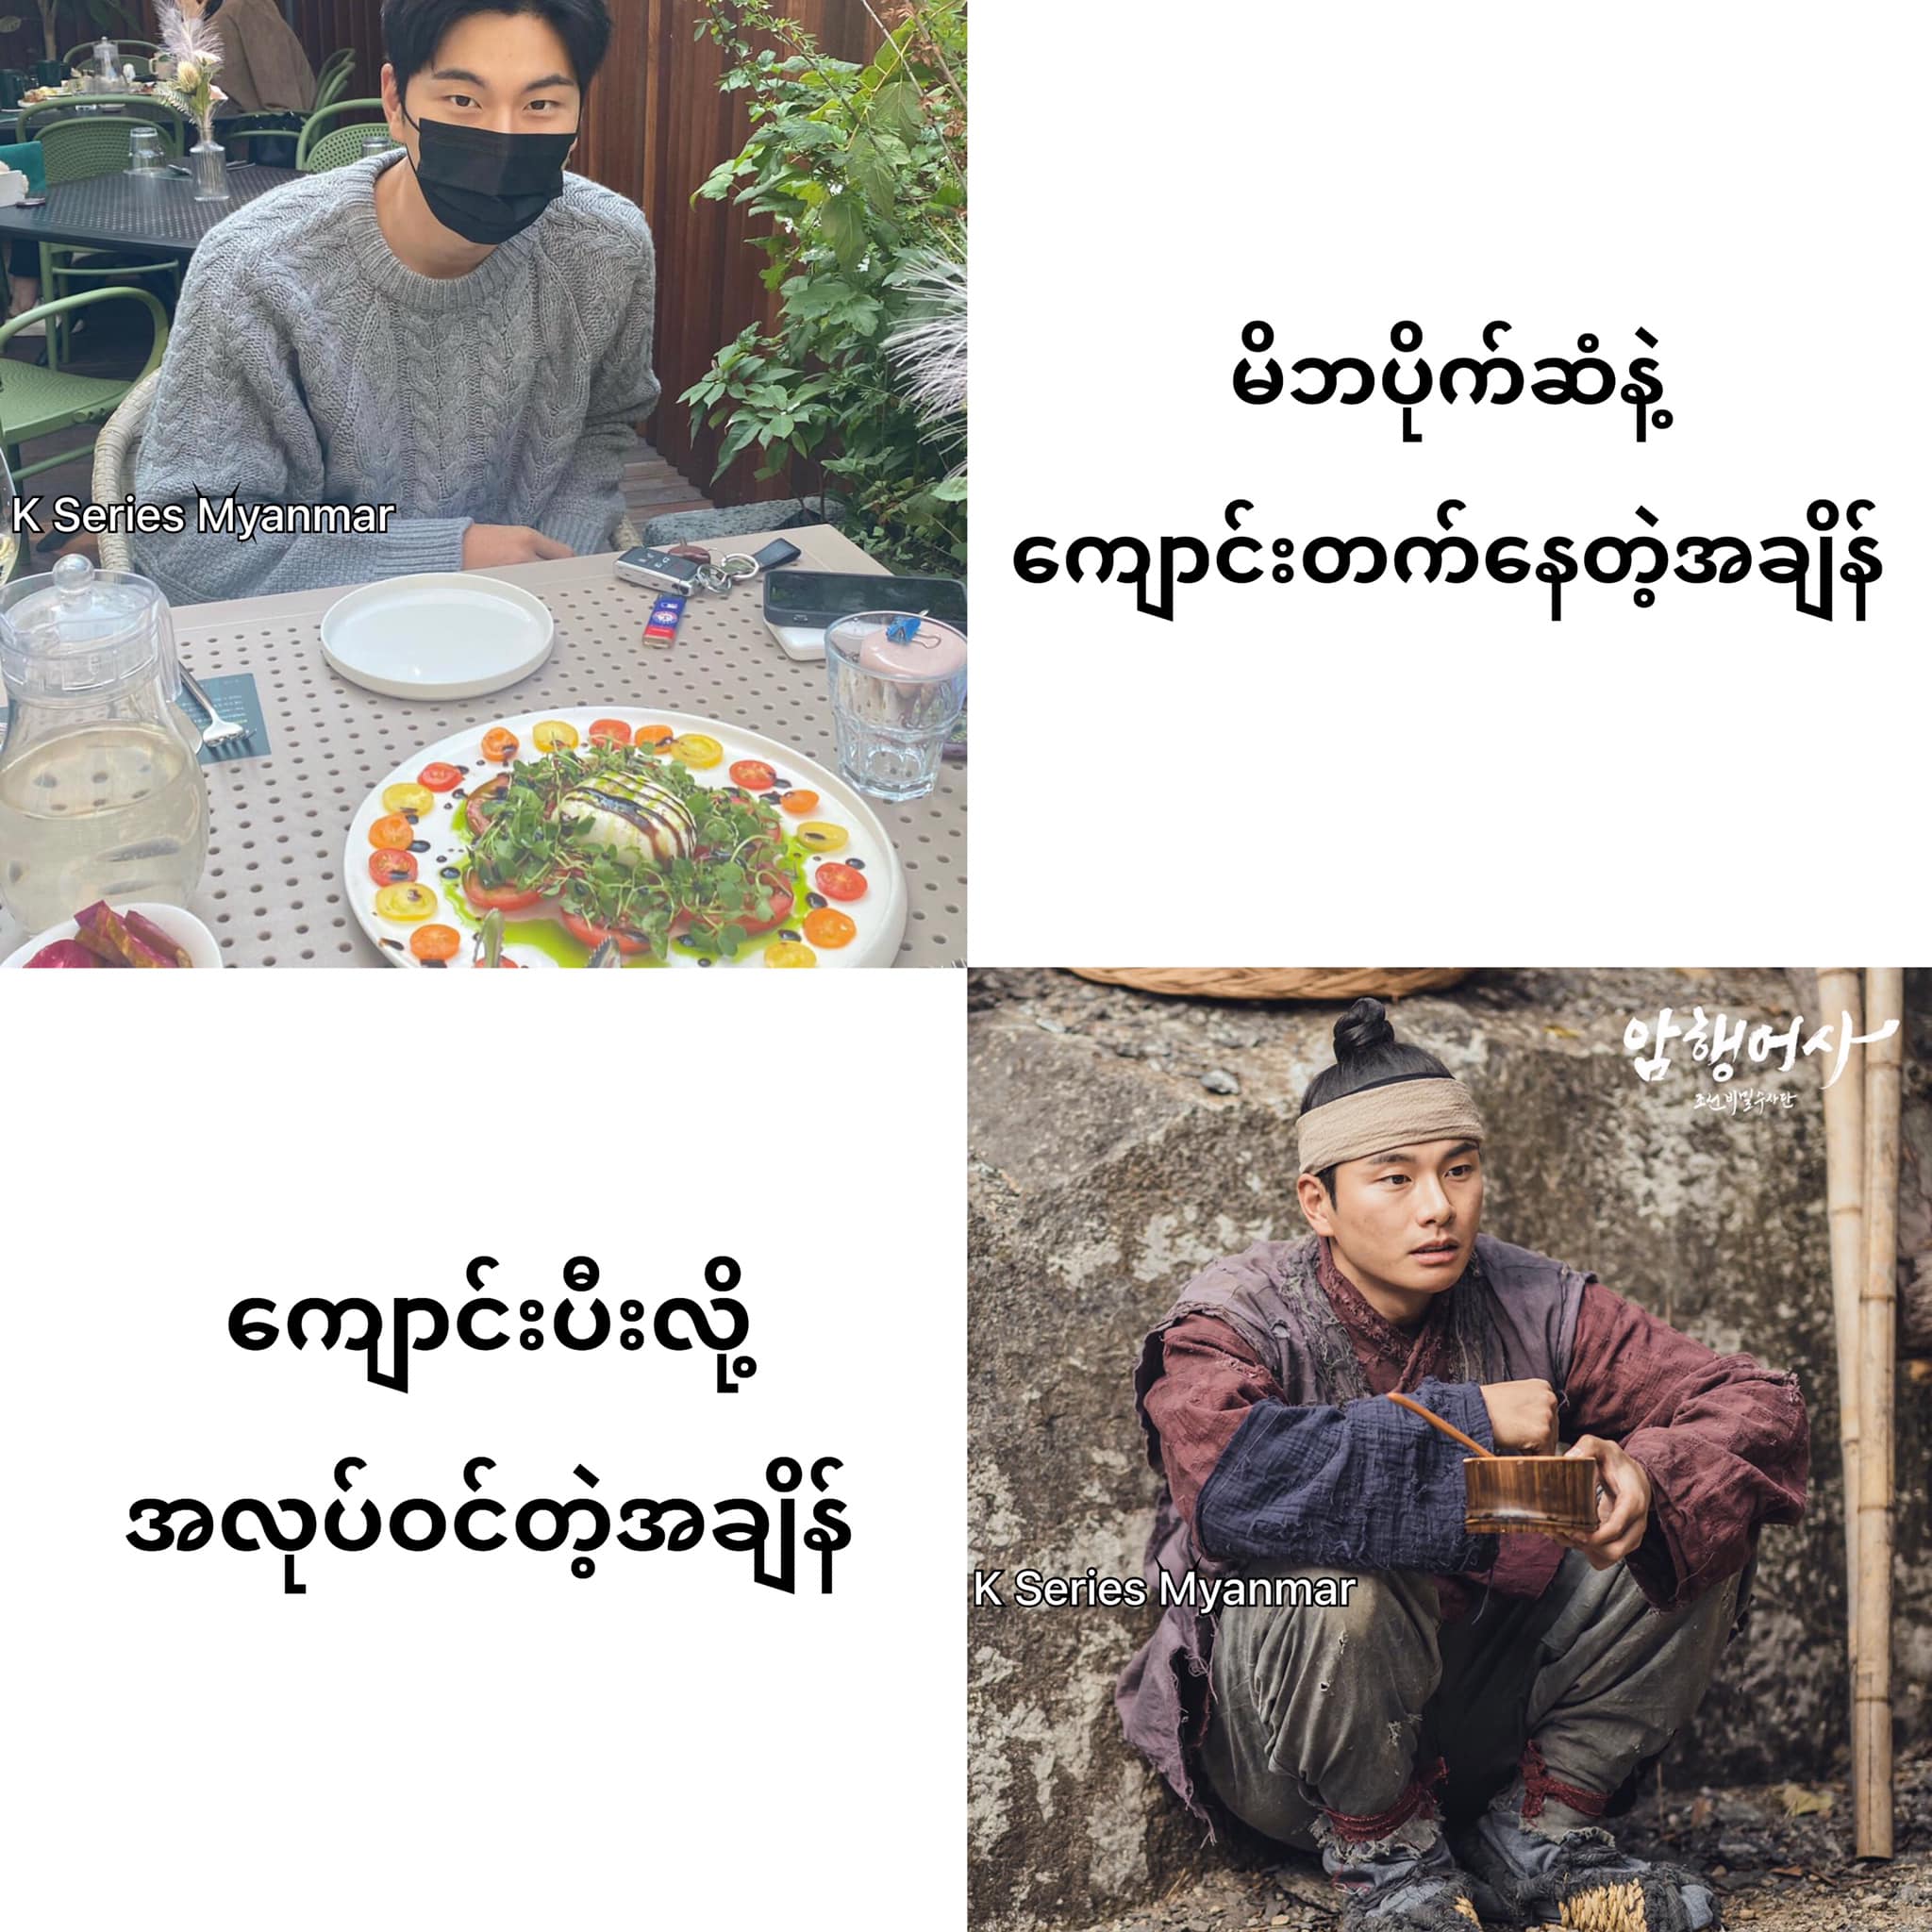 K Series Myanmar
မိဘပိုက်ဆံနဲ့
ကျောင်းတက်နေတဲ့အချိန်
ကျောင်းပီးလို့
အလုပ်ဝင်တဲ့အချိန်
암행어사
조선비밀수사단
K Series Myanmar